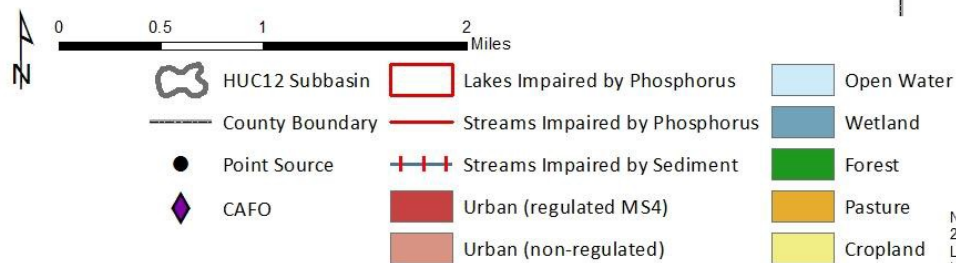 0 0.5 1 2
Miles
N
HUC12 Subbasin
County Boundary
Point Source
CAFO
Lakes Impaired by Phosphorus
Streams Impaired by Phosphorus
Streams Impaired by Sediment
Urban (regulated MS4)
Urban (non-regulated)
Open Water
Wetland
Forest
Pasture
Cropland
N
2
L